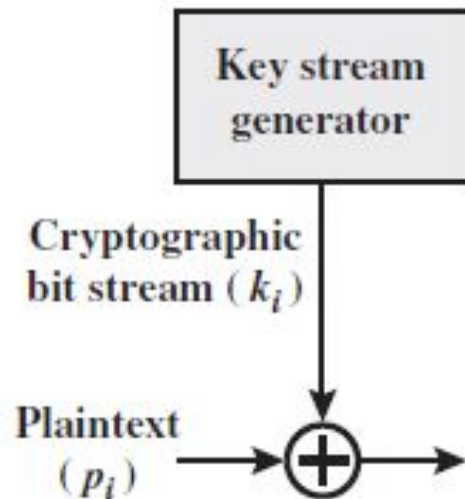 Key stream
generator
Cryptographic
bit stream ( kᵢ )
Plaintext
( pᵢ )